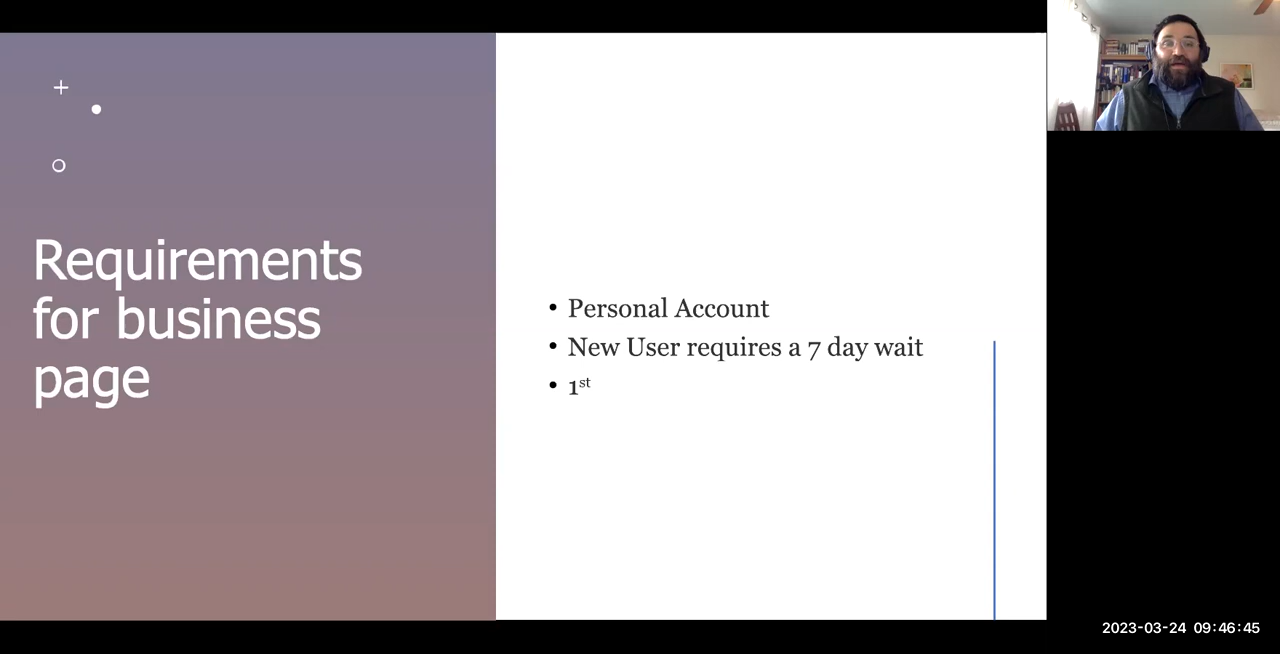 Requirements
for business
page
• Personal Account
• New User requires a 7 day wait
• 1st
2023-03-24 09:46:45